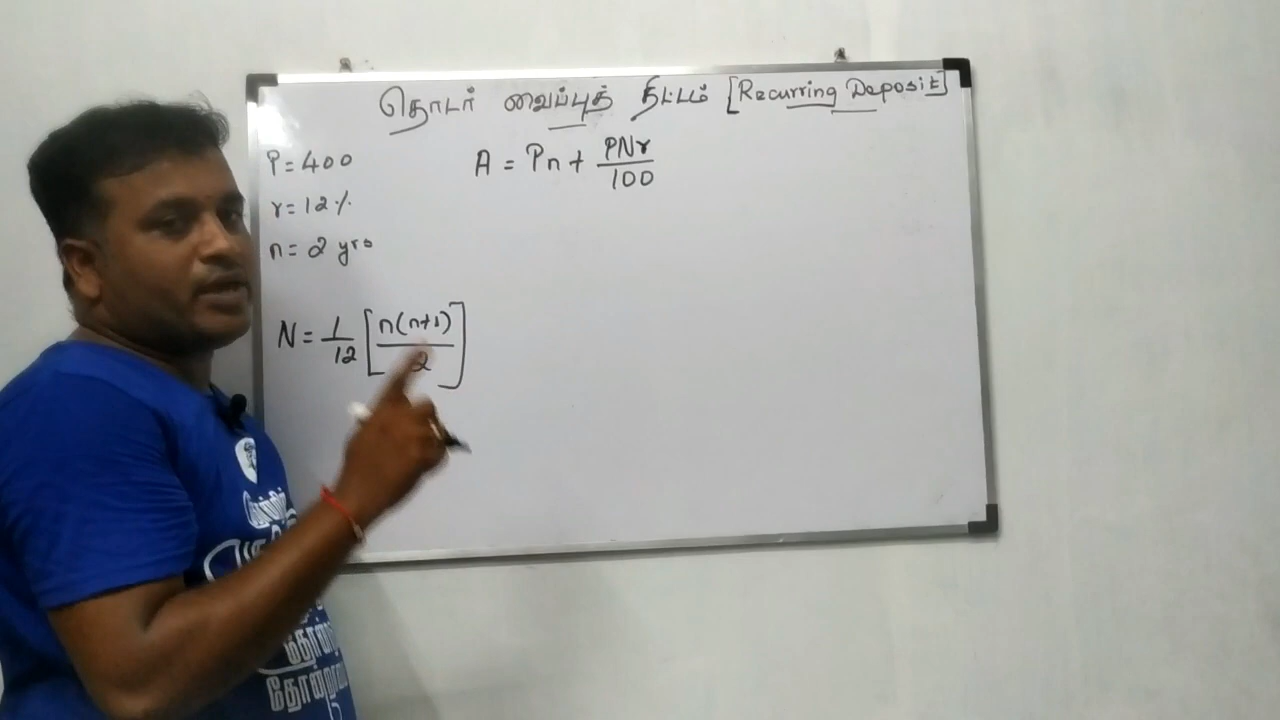 தொடர் வைப்புத் திட்டம் [Recurring Deposit]
P = 400
A = Pn + PNr/100
r = 12%
n = 2 yrs
N = 1/12 [n(n+1)/2]